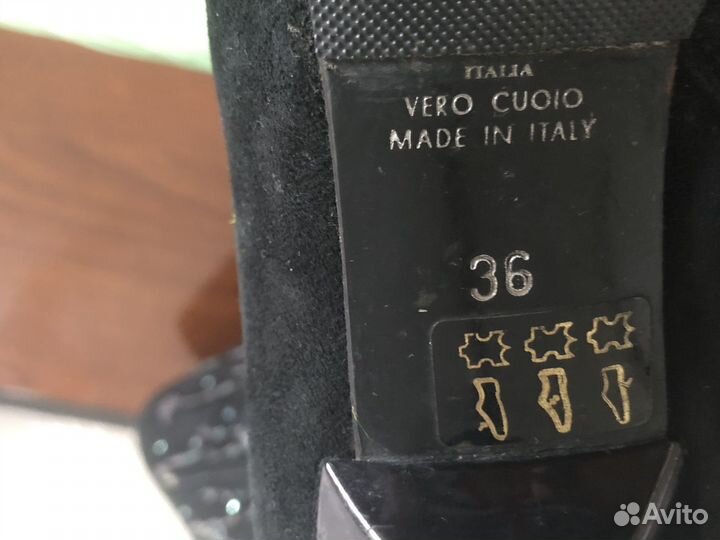 ITALIA
VERO CUOIO
MADE IN ITALY
36
Avito